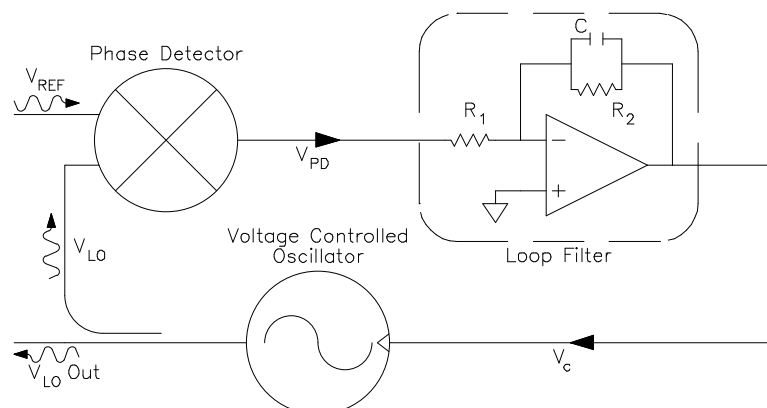 Phase Detector
V_REF
C
R_1
R_2
V_PD
−
+
V_LO
Voltage Controlled
Oscillator
Loop Filter
V_LO Out
V_c